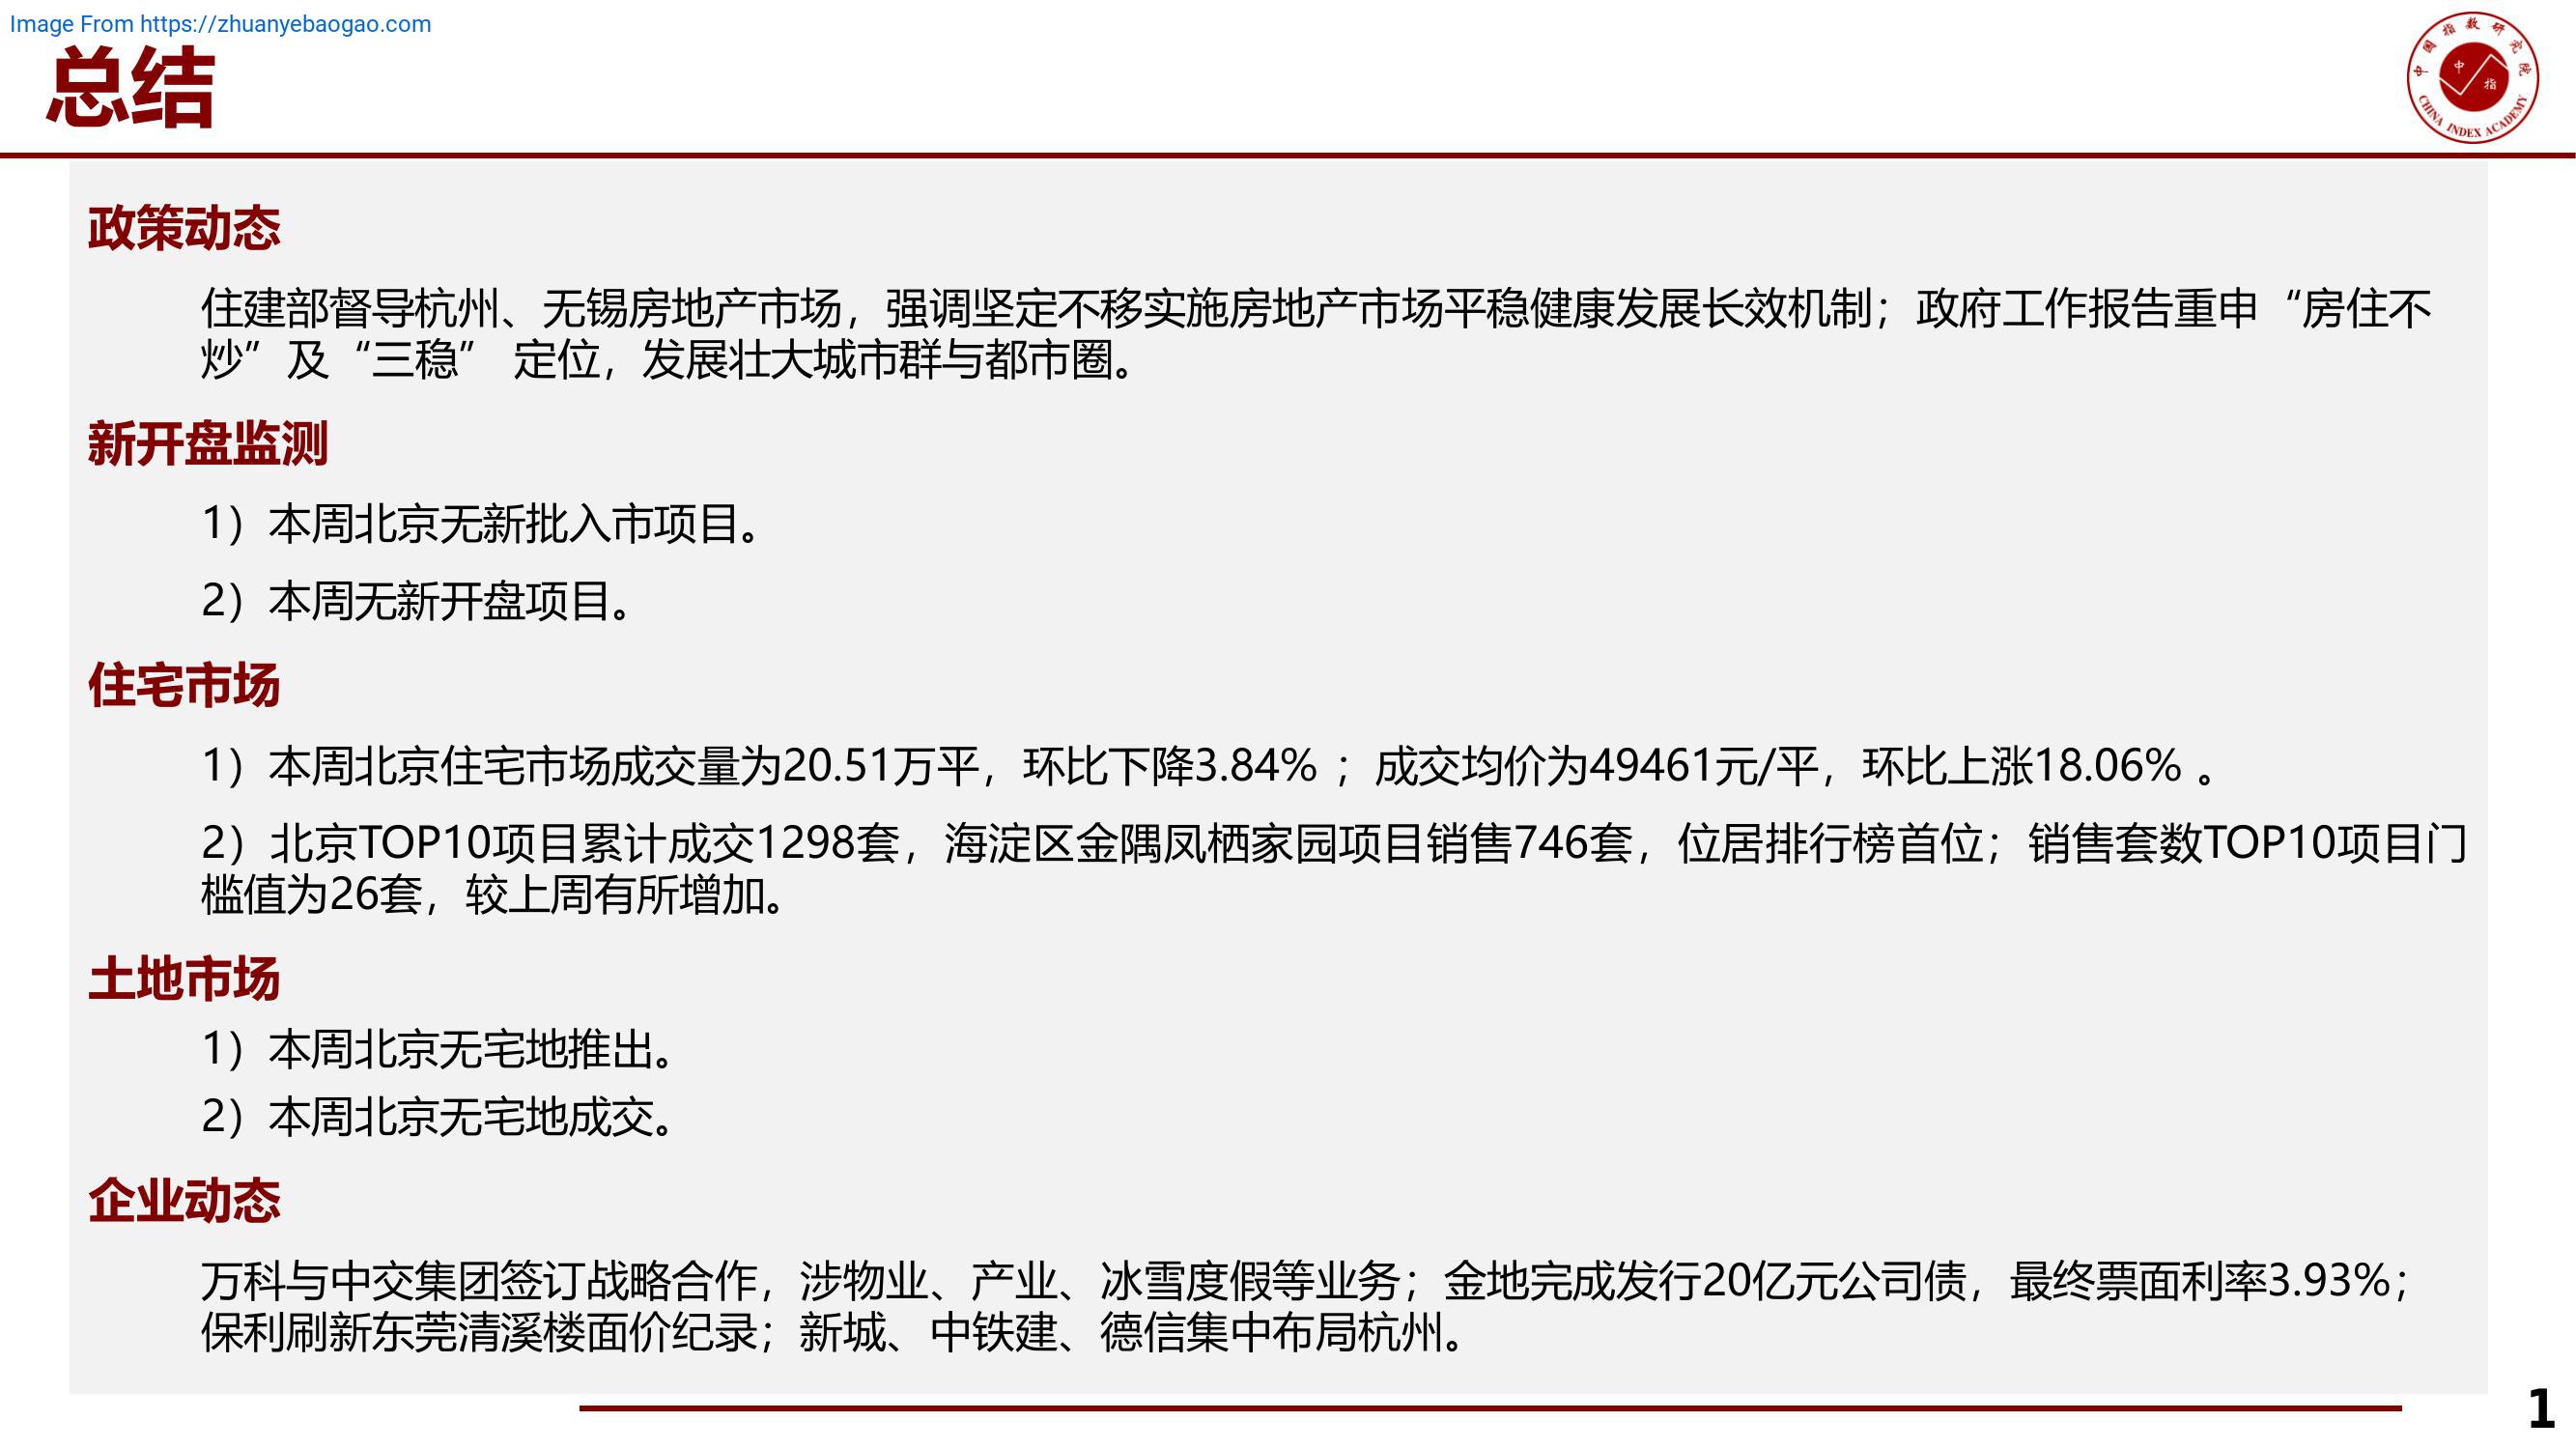 Image From https://zhuanyebaogao.com
总结
中国指数研究院
中
指
CHINA INDEX ACADEMY
政策动态
住建部督导杭州、无锡房地产市场，强调坚定不移实施房地产市场平稳健康发展长效机制；政府工作报告重申“房住不
炒”及“三稳” 定位，发展壮大城市群与都市圈。
新开盘监测
1）本周北京无新批入市项目。
2）本周无新开盘项目。
住宅市场
1）本周北京住宅市场成交量为20.51万平，环比下降3.84% ；成交均价为49461元/平，环比上涨18.06% 。
2）北京TOP10项目累计成交1298套，海淀区金隅凤栖家园项目销售746套，位居排行榜首位；销售套数TOP10项目门
槛值为26套，较上周有所增加。
土地市场
1）本周北京无宅地推出。
2）本周北京无宅地成交。
企业动态
万科与中交集团签订战略合作，涉物业、产业、冰雪度假等业务；金地完成发行20亿元公司债，最终票面利率3.93%；
保利刷新东莞清溪楼面价纪录；新城、中铁建、德信集中布局杭州。
1